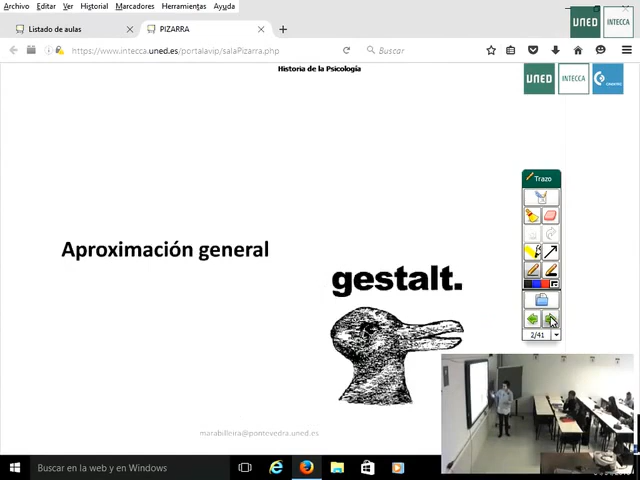 Archivo Editar Ver Historial Marcadores Herramientas Ayuda
UNED INTECCA
Listado de aulas
PIZARRA
https://www.intecca.uned.es/portalavip/salaPizarra.php
Buscar
Historia de la Psicología
UNED INTECCA
Trazo
Aproximación general
gestalt.
2/41
marabilleira@pontevedra.uned.es
Buscar en la web y en Windows